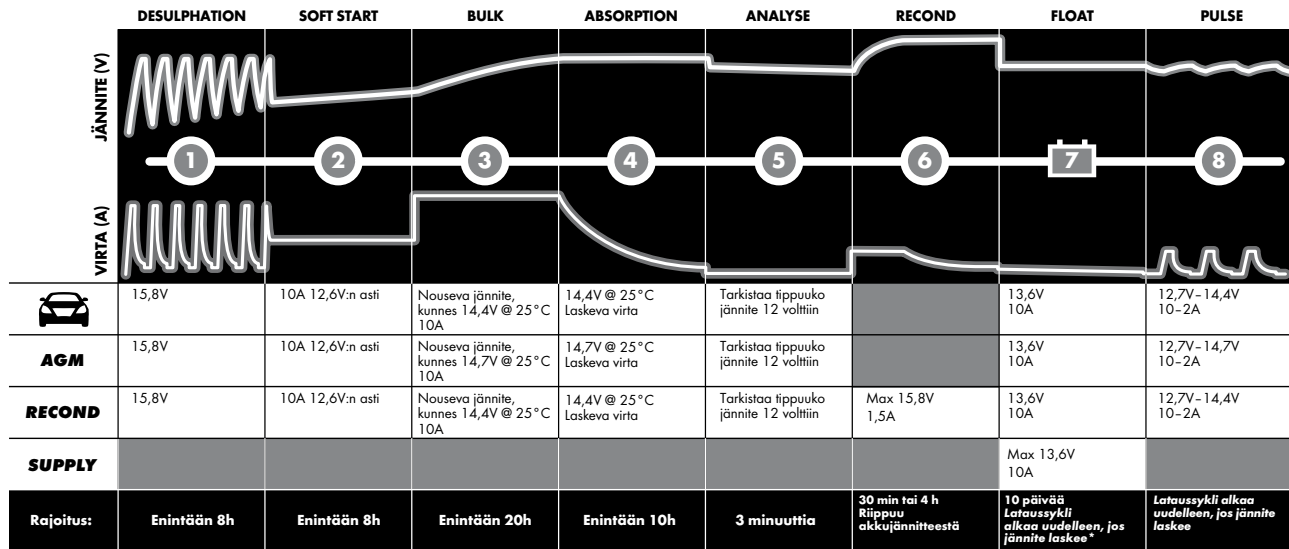 DESULPHATION SOFT START BULK ABSORPTION ANALYSE RECOND FLOAT PULSE
JÄNNITE (V)
1 2 3 4 5 6 7 8
VIRTA (A)
15,8V
10A 12,6V:n asti
Nouseva jännite,
kunnes 14,4V @ 25°C
10A
14,4V @ 25°C
Laskeva virta
Tarkistaa tippuuko
jännite 12 volttiin
13,6V
10A
12,7V–14,4V
10–2A
AGM
15,8V
10A 12,6V:n asti
Nouseva jännite,
kunnes 14,7V @ 25°C
10A
14,7V @ 25°C
Laskeva virta
Tarkistaa tippuuko
jännite 12 volttiin
13,6V
10A
12,7V–14,7V
10–2A
RECOND
15,8V
10A 12,6V:n asti
Nouseva jännite,
kunnes 14,4V @ 25°C
10A
14,4V @ 25°C
Laskeva virta
Tarkistaa tippuuko
jännite 12 volttiin
Max 15,8V
1,5A
13,6V
10A
12,7V–14,4V
10–2A
SUPPLY
Max 13,6V
10A
Rajoitus:
Enintään 8h
Enintään 8h
Enintään 20h
Enintään 10h
3 minuuttia
30 min tai 4 h
Riippuu
akkujännitteestä
10 päivää
Lataussykli
alkaa uudelleen, jos
jännite laskee*
Lataussykli alkaa
uudelleen, jos jännite
laskee